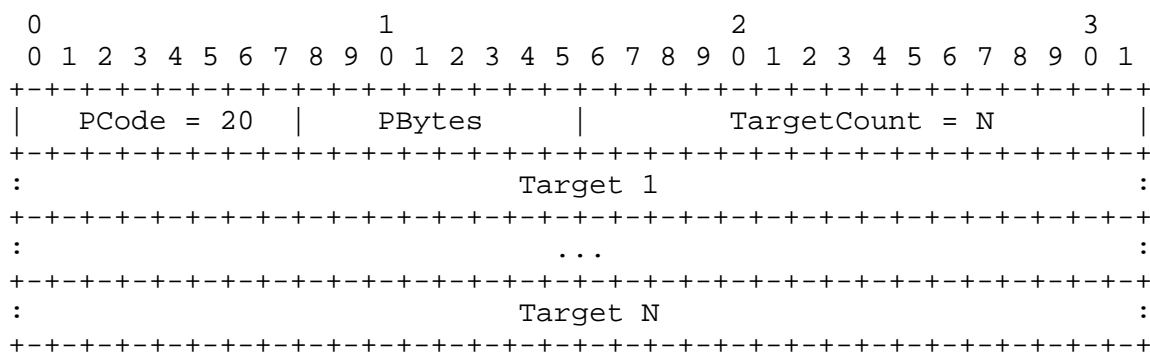 0                   1                   2                   3
 0 1 2 3 4 5 6 7 8 9 0 1 2 3 4 5 6 7 8 9 0 1 2 3 4 5 6 7 8 9 0 1
+-+-+-+-+-+-+-+-+-+-+-+-+-+-+-+-+-+-+-+-+-+-+-+-+-+-+-+-+-+-+-+-+
|   PCode = 20  |    PBytes     |        TargetCount = N        |
+-+-+-+-+-+-+-+-+-+-+-+-+-+-+-+-+-+-+-+-+-+-+-+-+-+-+-+-+-+-+-+-+
:                            Target 1                           :
+-+-+-+-+-+-+-+-+-+-+-+-+-+-+-+-+-+-+-+-+-+-+-+-+-+-+-+-+-+-+-+-+
:                              ...                              :
+-+-+-+-+-+-+-+-+-+-+-+-+-+-+-+-+-+-+-+-+-+-+-+-+-+-+-+-+-+-+-+-+
:                            Target N                           :
+-+-+-+-+-+-+-+-+-+-+-+-+-+-+-+-+-+-+-+-+-+-+-+-+-+-+-+-+-+-+-+-+